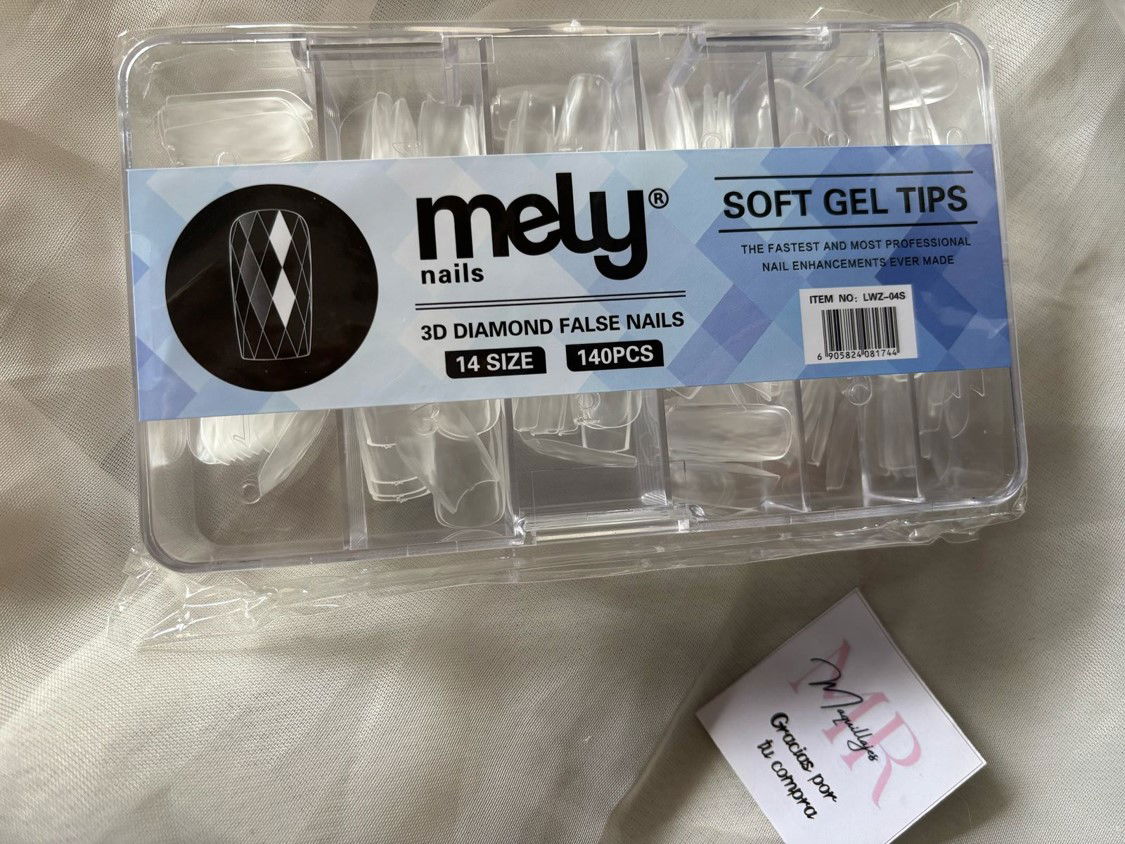 mely®
nails
3D DIAMOND FALSE NAILS
14 SIZE 140PCS
SOFT GEL TIPS
THE FASTEST AND MOST PROFESSIONAL
NAIL ENHANCEMENTS EVER MADE
ITEM NO: LWZ-04S
6 905824 081744
MR
Maquillajes
Gracias por
tu compra